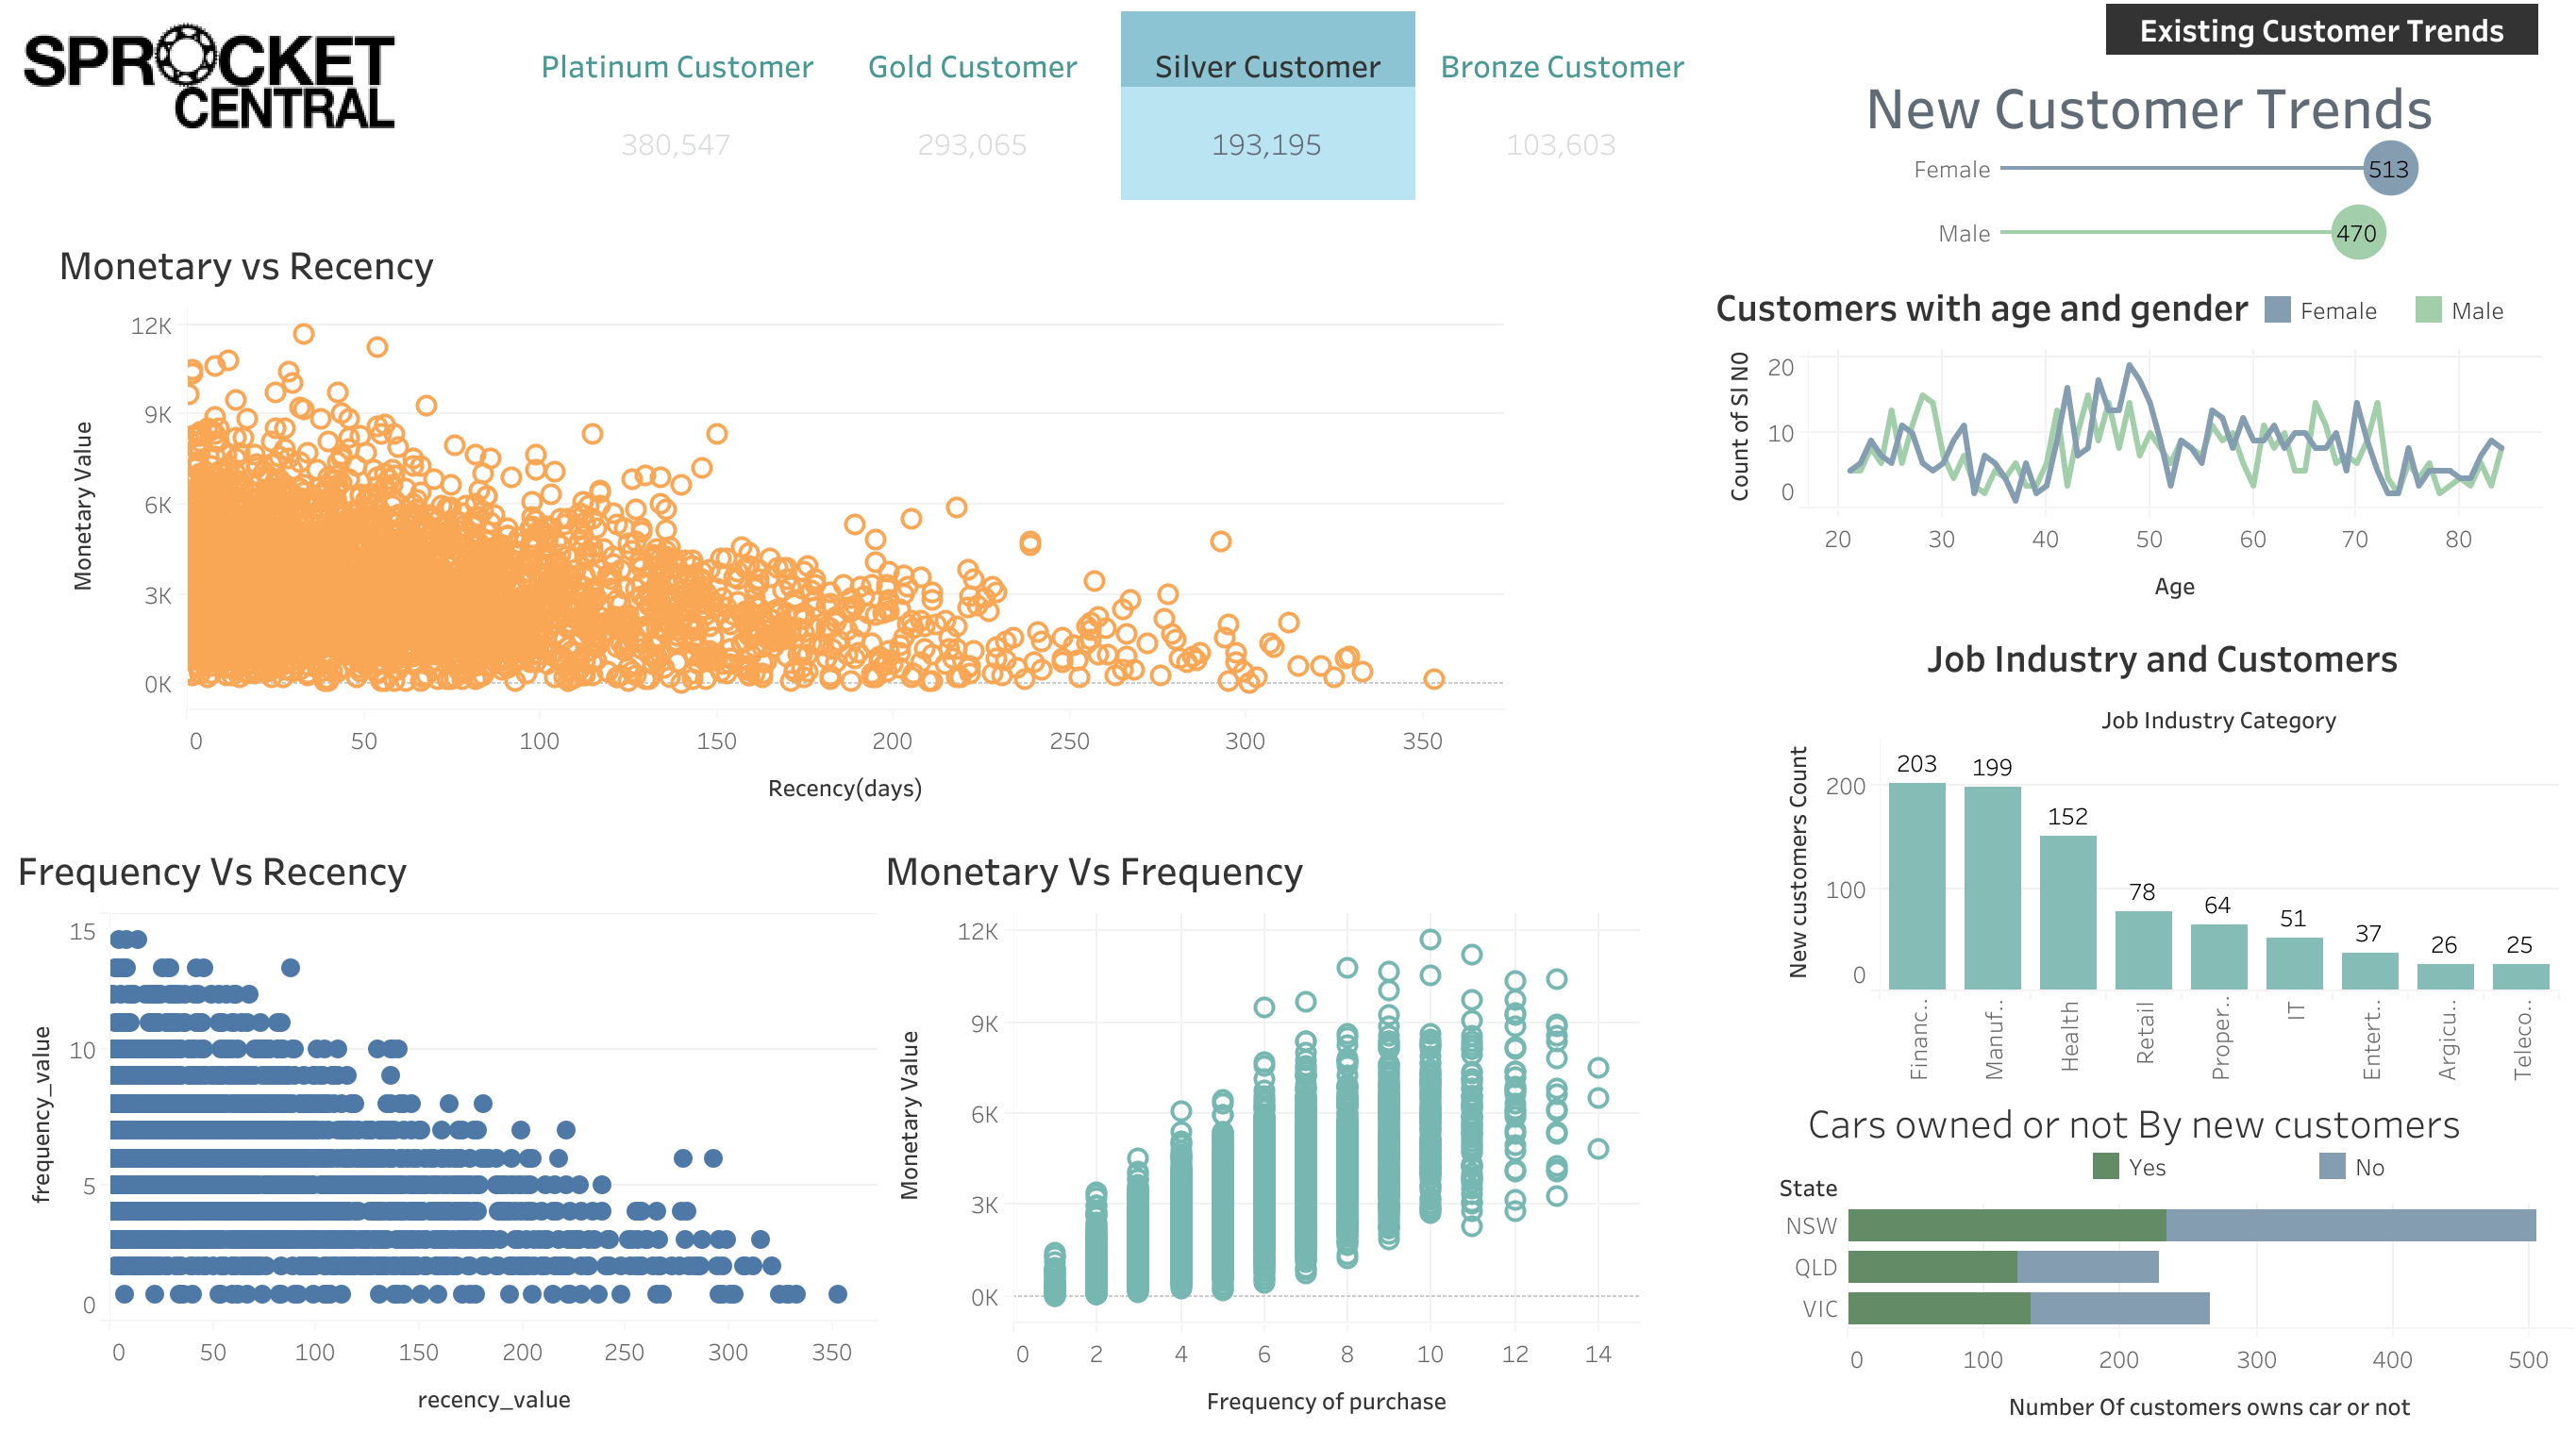 SPROCKET
CENTRAL
Platinum Customer Gold Customer Silver Customer Bronze Customer
380,547 293,065 193,195 103,603
Existing Customer Trends
New Customer Trends
Female 513
Male 470
Monetary vs Recency
12K
9K
6K
3K
0K
Monetary Value
0 50 100 150 200 250 300 350
Recency(days)
Customers with age and gender Female Male
Count of SI N0
20
10
0
20 30 40 50 60 70 80
Age
Job Industry and Customers
Job Industry Category
New customers Count
200
100
0
203 199 152 78 64 51 37 26 25
Financ.. Manuf.. Health Retail Proper.. IT Entert.. Argicu.. Teleco..
Frequency Vs Recency
15
10
5
0
frequency_value
0 50 100 150 200 250 300 350
recency_value
Monetary Vs Frequency
12K
9K
6K
3K
0K
Monetary Value
0 2 4 6 8 10 12 14
Frequency of purchase
Cars owned or not By new customers
Yes No
State
NSW
QLD
VIC
0 100 200 300 400 500
Number Of customers owns car or not